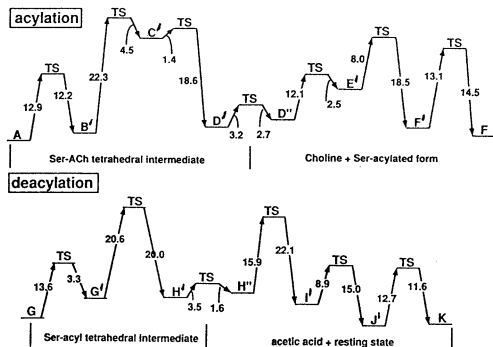 acylation
TS
TS
C'
TS
4.5
1.4
TS
22.3
18.6
12.9
12.2
A
B'
D'
TS
3.2
2.7
D''
12.1
TS
2.5
E'
8.0
TS
18.5
F'
13.1
TS
14.5
F
Ser-ACh tetrahedral intermediate
Choline + Ser-acylated form
deacylation
G
13.6
TS
3.3
G'
20.6
TS
20.0
H'
3.5
TS
1.6
H''
15.9
TS
22.1
I'
8.9
TS
15.0
J'
12.7
TS
11.6
K
Ser-acyl tetrahedral intermediate
acetic acid + resting state